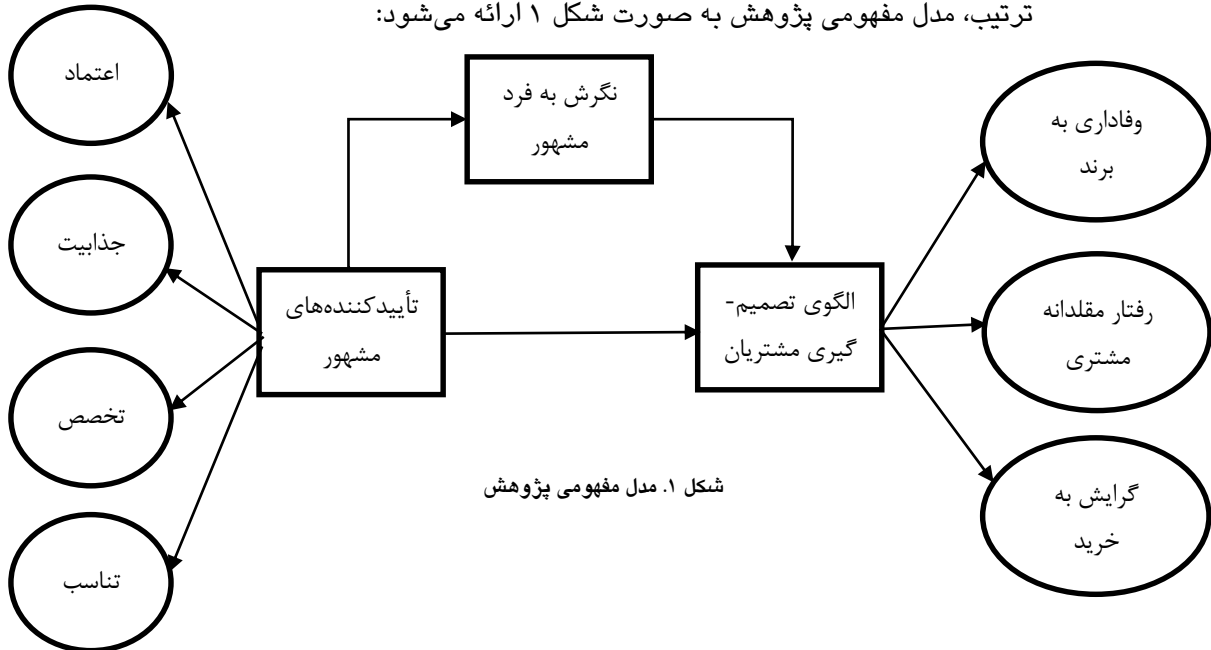 ترتیب، مدل مفهومی پژوهش به صورت شکل ۱ ارائه می‌شود:
اعتماد
جذابیت
تخصص
تناسب
تأییدکننده‌های
مشهور
نگرش به فرد
مشهور
الگوی تصمیم-
گیری مشتریان
وفاداری به
برند
رفتار مقلدانه
مشتری
گرایش به
خرید
شکل ۱. مدل مفهومی پژوهش